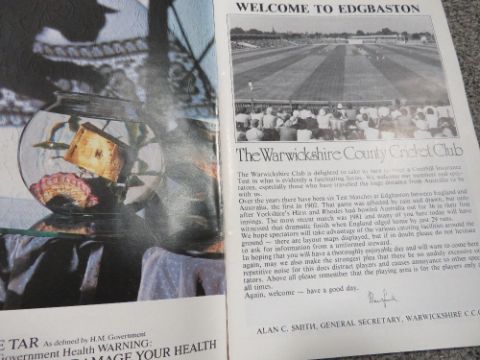 WELCOME TO EDGBASTON
The Warwickshire County Cricket Club
The Warwickshire Club is delighted to take its part in a Cornhill Insurance
Test in what is evidently a fascinating Series. We welcome our members and spectators, especially those who have travelled the long distance from Australia to be
with us.
Over the years there have been six Test Matches at Edgbaston between England and
Australia, the first in 1902. That game was affected by rain and drawn, but only
after Yorkshire's Hirst and Rhodes had bowled Australia out for 36 in their first
innings. The most recent match was 1981 and many of you here today will have
witnessed that dramatic finish when England edged home by just 29 runs.
We hope spectators will take advantage of the various catering facilities around the
ground — there are layout maps displayed, but if in doubt please do not hesitate
to ask for information from a uniformed steward.
In hoping that you will have a thoroughly enjoyable day and will want to come here
again, may we also make the strongest plea that there be no unduly excessive or
repetitive noise for this does distract players and causes annoyance to other spectators. Above all please remember that the playing area is for the players only at
all times.
Again, welcome — have a good day.
ALAN C. SMITH, GENERAL SECRETARY, WARWICKSHIRE C.C.C.
E TAR As defined by H.M. Government
Government Health WARNING:
DAMAGE YOUR HEALTH